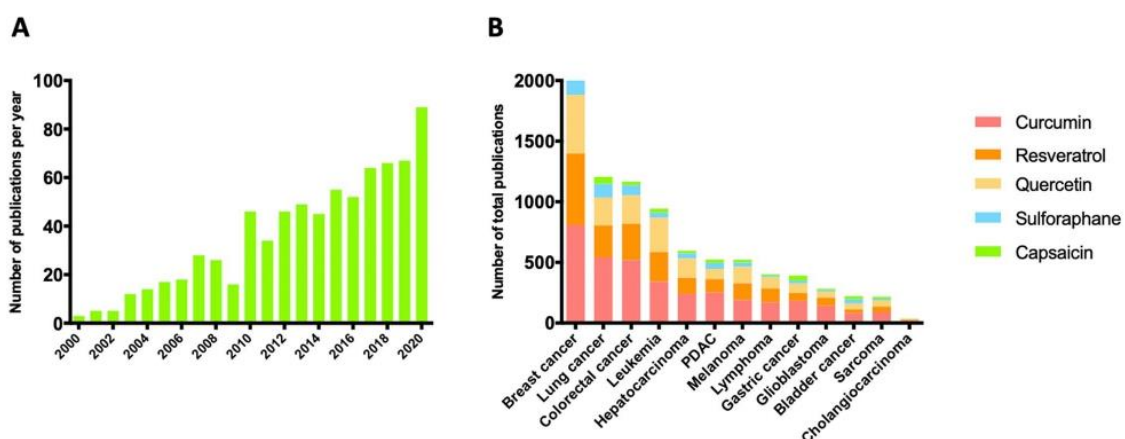 A
Number of publications per year
100
80
60
40
20
0
2000
2002
2004
2006
2008
2010
2012
2014
2016
2018
2020
B
Number of total publications
2000
1500
1000
500
0
Breast cancer
Lung cancer
Colorectal cancer
Leukemia
Hepatocarcinoma
PDAC
Melanoma
Lymphoma
Gastric cancer
Glioblastoma
Bladder cancer
Sarcoma
Cholangiocarcinoma
Curcumin
Resveratrol
Quercetin
Sulforaphane
Capsaicin